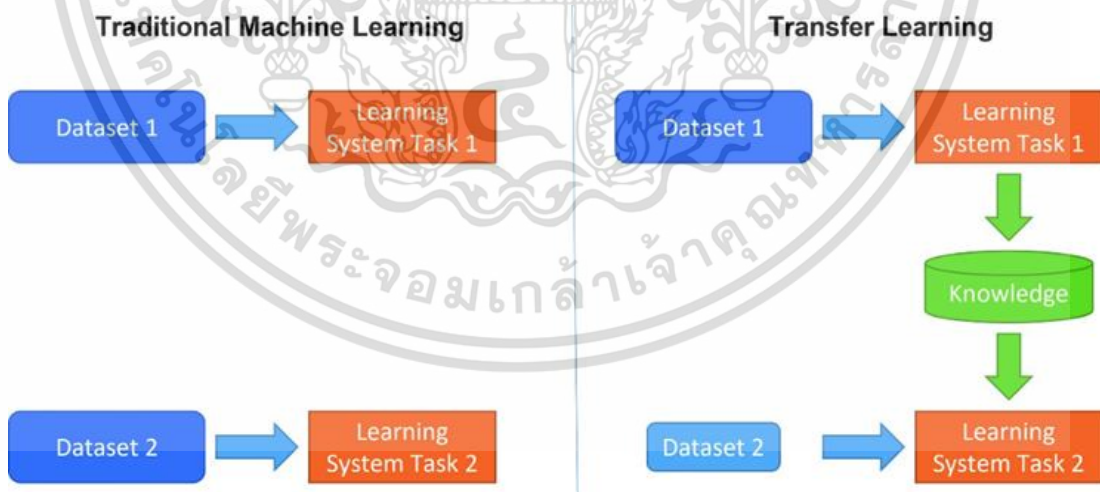 Traditional Machine Learning
Transfer Learning
Dataset 1
Learning
System Task 1
Dataset 1
Learning
System Task 1
Knowledge
Dataset 2
Learning
System Task 2
Dataset 2
Learning
System Task 2